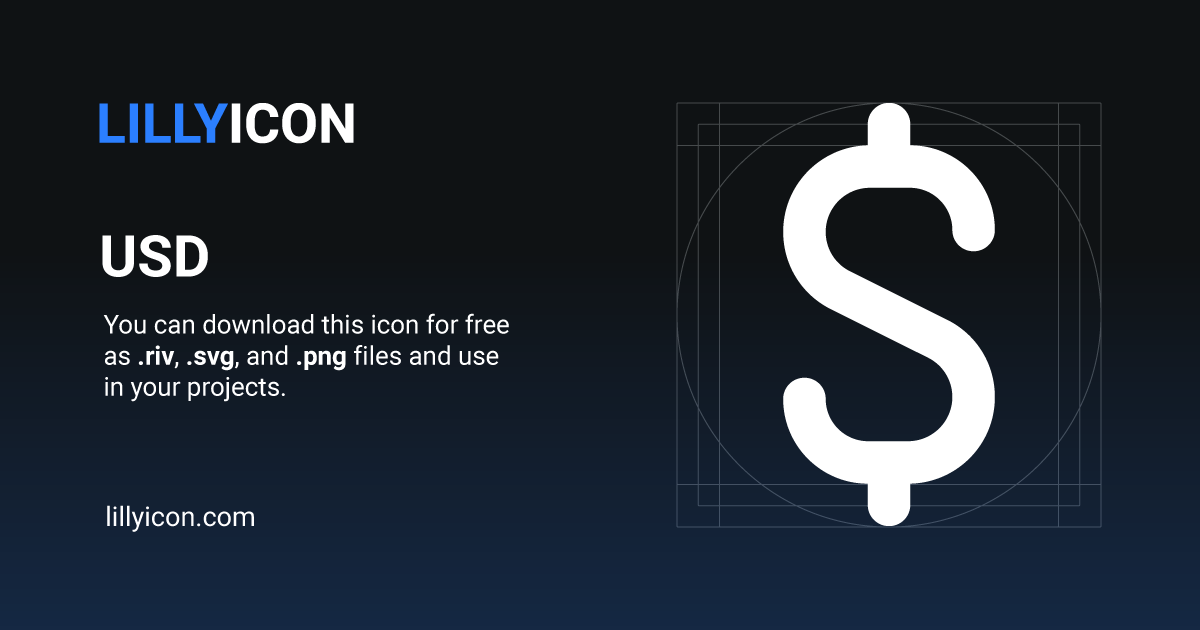 LILLYICON
USD
You can download this icon for free
as .riv, .svg, and .png files and use
in your projects.
lillyicon.com
$